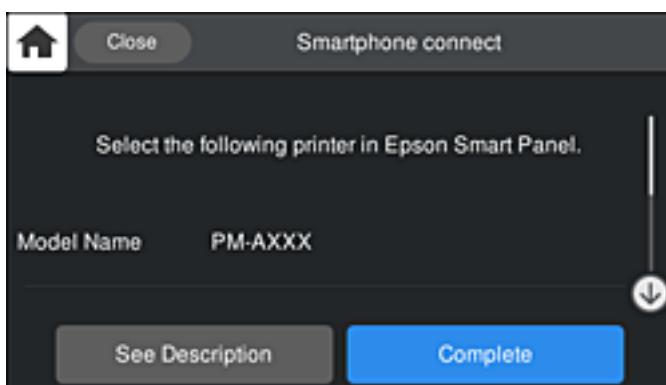 Close
Smartphone connect
Select the following printer in Epson Smart Panel.
Model Name PM-AXXX
See Description
Complete